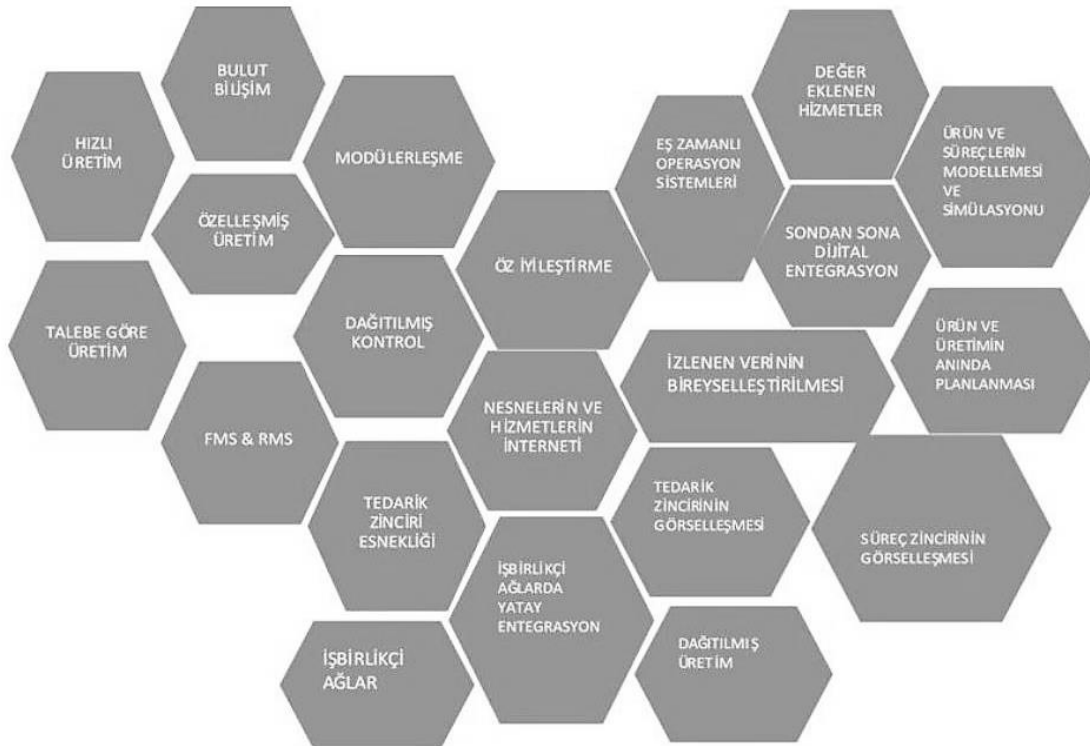 BULUT
BİLİŞİM
HIZLI
ÜRETİM
MODÜLERLEŞME
ÖZELLEŞMİŞ
ÜRETİM
TALEBE GÖRE
ÜRETİM
DAĞITILMIŞ
KONTROL
ÖZ İYİLEŞTİRME
FMS & RMS
NESNELERİN VE
HİZMETLERİN
İNTERNETİ
TEDARİK
ZİNCİRİ
ESNEKLİĞİ
İŞBİRLİKÇİ
AĞLARDA
YATAY
ENTEGRASYON
İŞBİRLİKÇİ
AĞLAR
DEĞER
EKLENEN
HİZMETLER
EŞ ZAMANLI
OPERASYON
SİSTEMLERİ
ÜRÜN VE
SÜREÇLERİN
MODELLEMESİ
VE
SİMÜLASYONU
SONDAN SONA
DİJİTAL
ENTEGRASYON
İZLENEN VERİNİN
BİREYSELLEŞTİRİLMESİ
ÜRÜN VE
ÜRETİMİN
ANINDA
PLANLANMASI
TEDARİK
ZİNCİRİNİN
GÖRSELLEŞMESİ
SÜREÇ ZİNCİRİNİN
GÖRSELLEŞMESİ
DAĞITILMIŞ
ÜRETİM